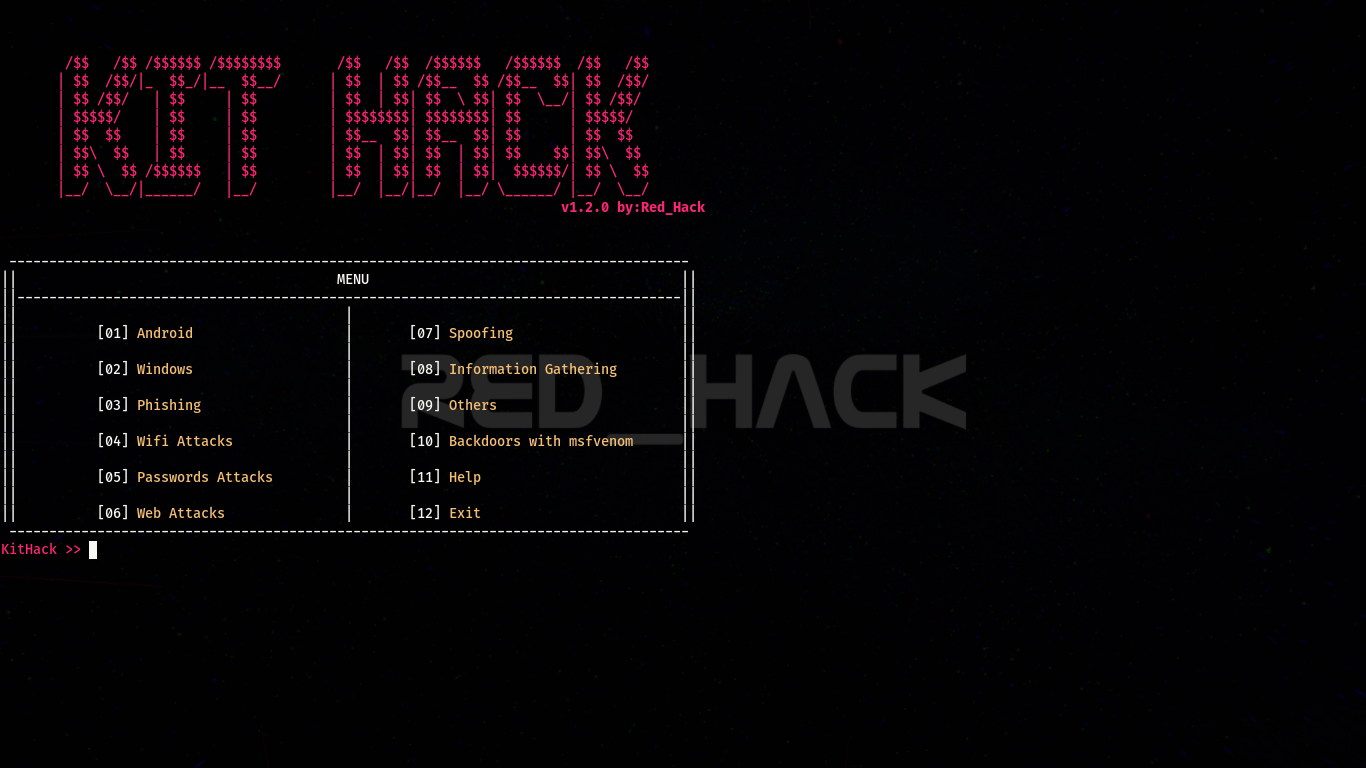 KIT HACK
v1.2.0 by:Red_Hack
MENU
[01] Android
[02] Windows
[03] Phishing
[04] Wifi Attacks
[05] Passwords Attacks
[06] Web Attacks
[07] Spoofing
[08] Information Gathering
[09] Others
[10] Backdoors with msfvenom
[11] Help
[12] Exit
RED_HACK
KitHack >>